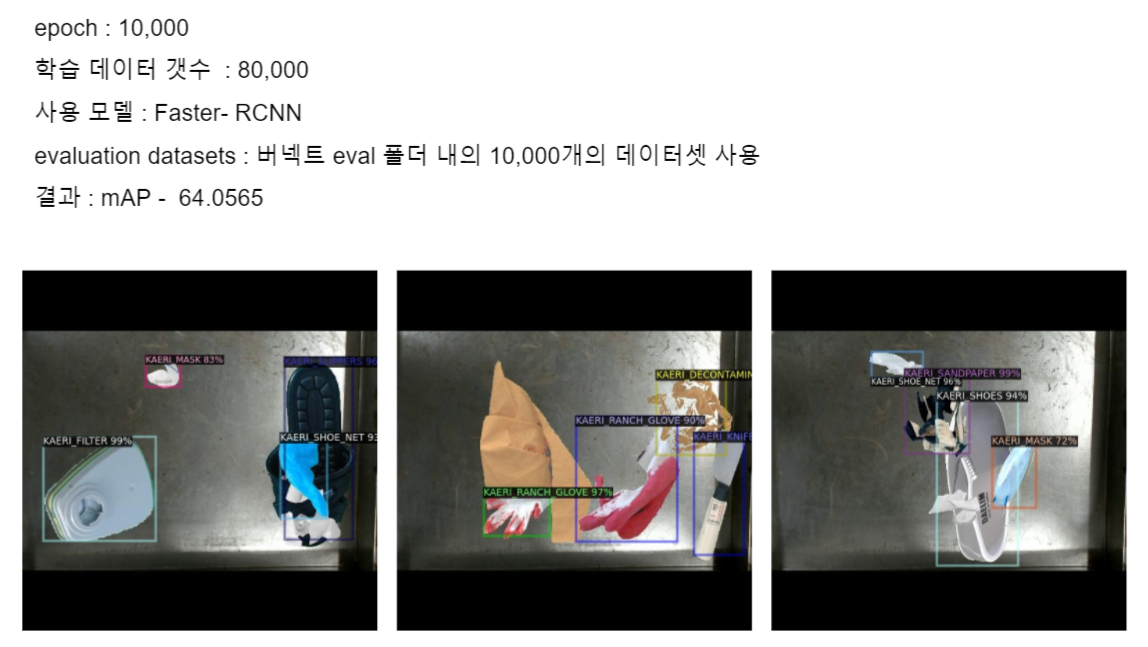 epoch : 10,000
학습 데이터 갯수 : 80,000
사용 모델 : Faster- RCNN
evaluation datasets : 버넥트 eval 폴더 내의 10,000개의 데이터셋 사용
결과 : mAP - 64.0565
KAERI_MASK 83%
KAERI_FILTER 99%
KAERI_SHOE_NET 93
KAERI_DECONTAMIN
KAERI_RANCH_GLOVE 90%
KAERI_KNIFE
KAERI_RANCH_GLOVE 97%
KAERI_SANDPAPER 99%
KAERI_SHOE_NET 96%
KAERI_SHOES 94%
KAERI_MASK 72%